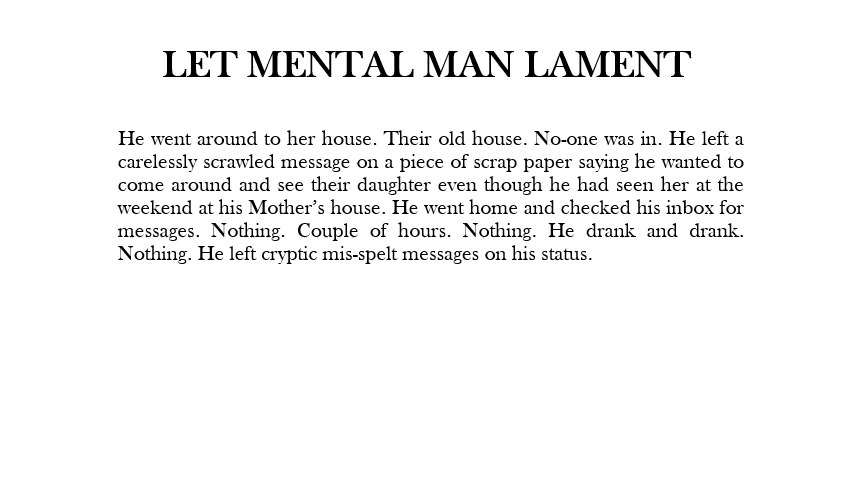 LET MENTAL MAN LAMENT
He went around to her house. Their old house. No-one was in. He left a
carelessly scrawled message on a piece of scrap paper saying he wanted to
come around and see their daughter even though he had seen her at the
weekend at his Mother’s house. He went home and checked his inbox for
messages. Nothing. Couple of hours. Nothing. He drank and drank.
Nothing. He left cryptic mis-spelt messages on his status.